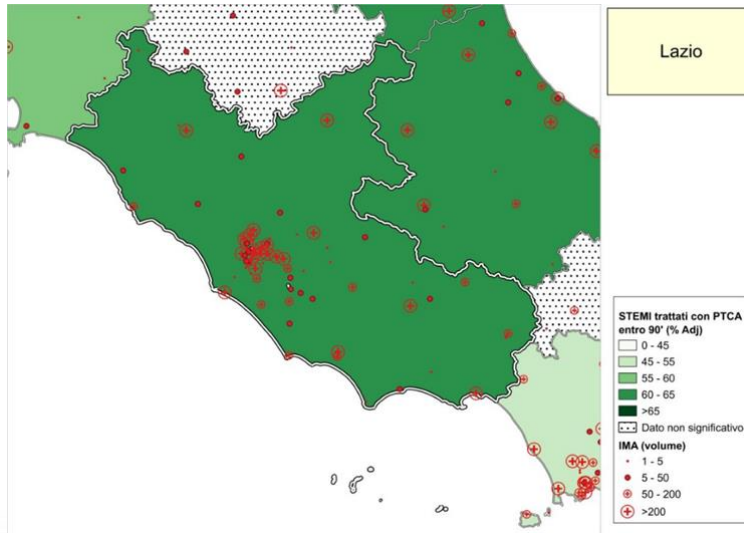 Lazio
STEMI trattati con PTCA
entro 90' (% Adj)
0 - 45
45 - 55
55 - 60
60 - 65
>65
Dato non significativo
IMA (volume)
1 - 5
5 - 50
50 - 200
>200